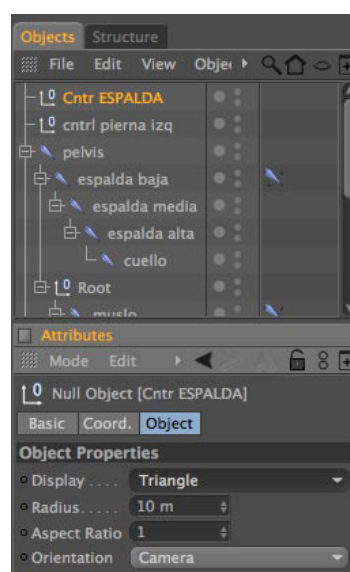 Objects Structure
File Edit View Objec
Cntr ESPALDA
cntrl pierna izq
pelvis
espalda baja
espalda media
espalda alta
cuello
Root
muslo
Attributes
Mode Edit
Null Object [Cntr ESPALDA]
Basic Coord. Object
Object Properties
Display . . . . Triangle
Radius . . . . . 10 m
Aspect Ratio 1
Orientation Camera